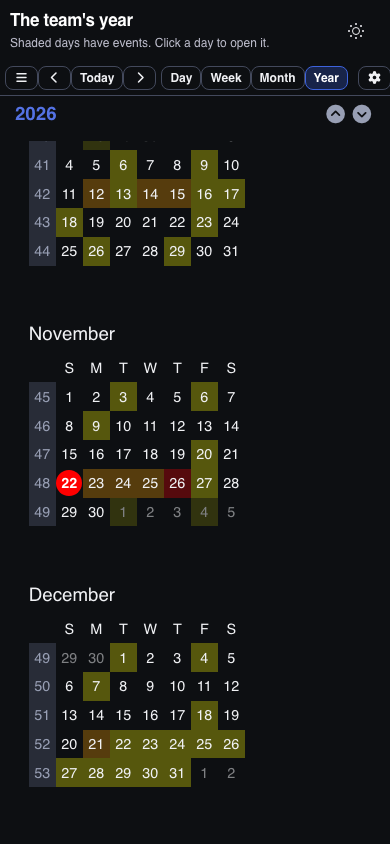 The team's year
Shaded days have events. Click a day to open it.
Today Day Week Month Year
2026
41 4 5 6 7 8 9 10
42 11 12 13 14 15 16 17
43 18 19 20 21 22 23 24
44 25 26 27 28 29 30 31
November
S M T W T F S
45 1 2 3 4 5 6 7
46 8 9 10 11 12 13 14
47 15 16 17 18 19 20 21
48 22 23 24 25 26 27 28
49 29 30 1 2 3 4 5
December
S M T W T F S
49 29 30 1 2 3 4 5
50 6 7 8 9 10 11 12
51 13 14 15 16 17 18 19
52 20 21 22 23 24 25 26
53 27 28 29 30 31 1 2